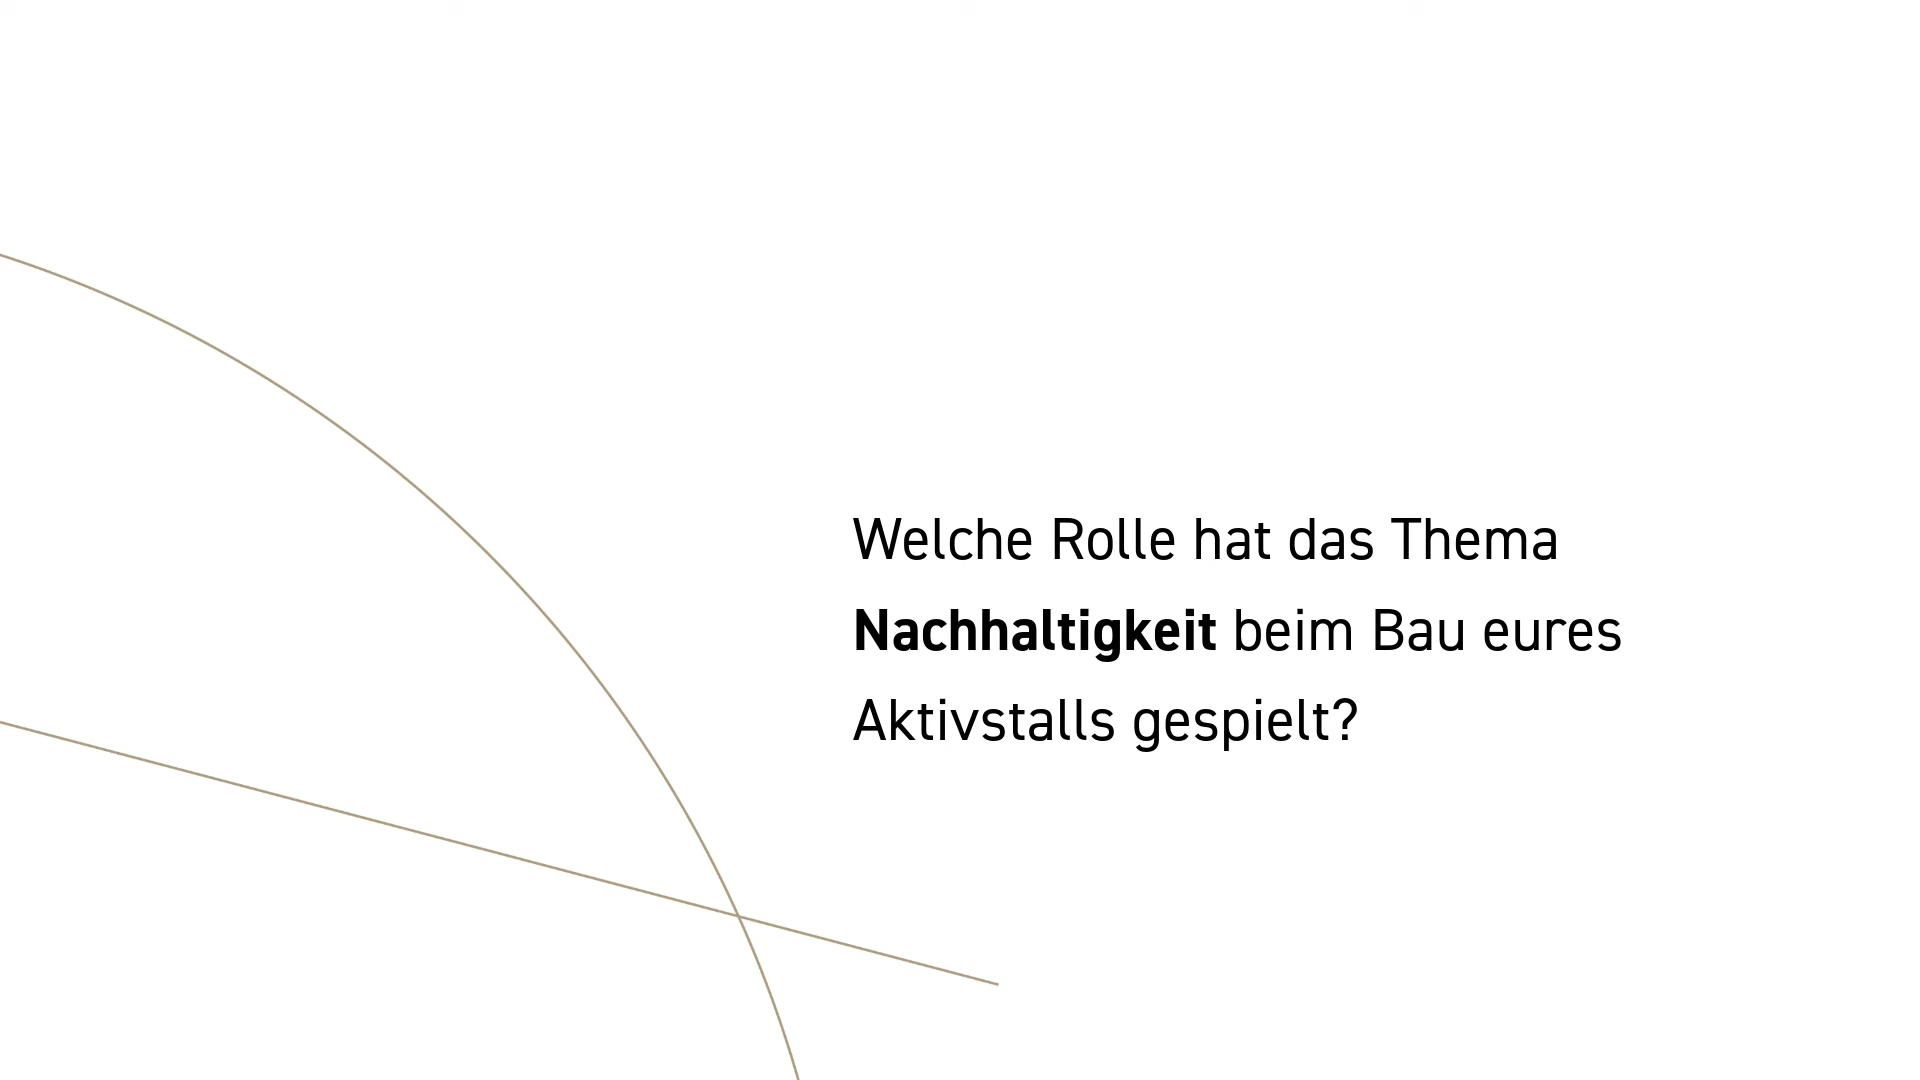 Welche Rolle hat das Thema
Nachhaltigkeit beim Bau eures
Aktivstalls gespielt?